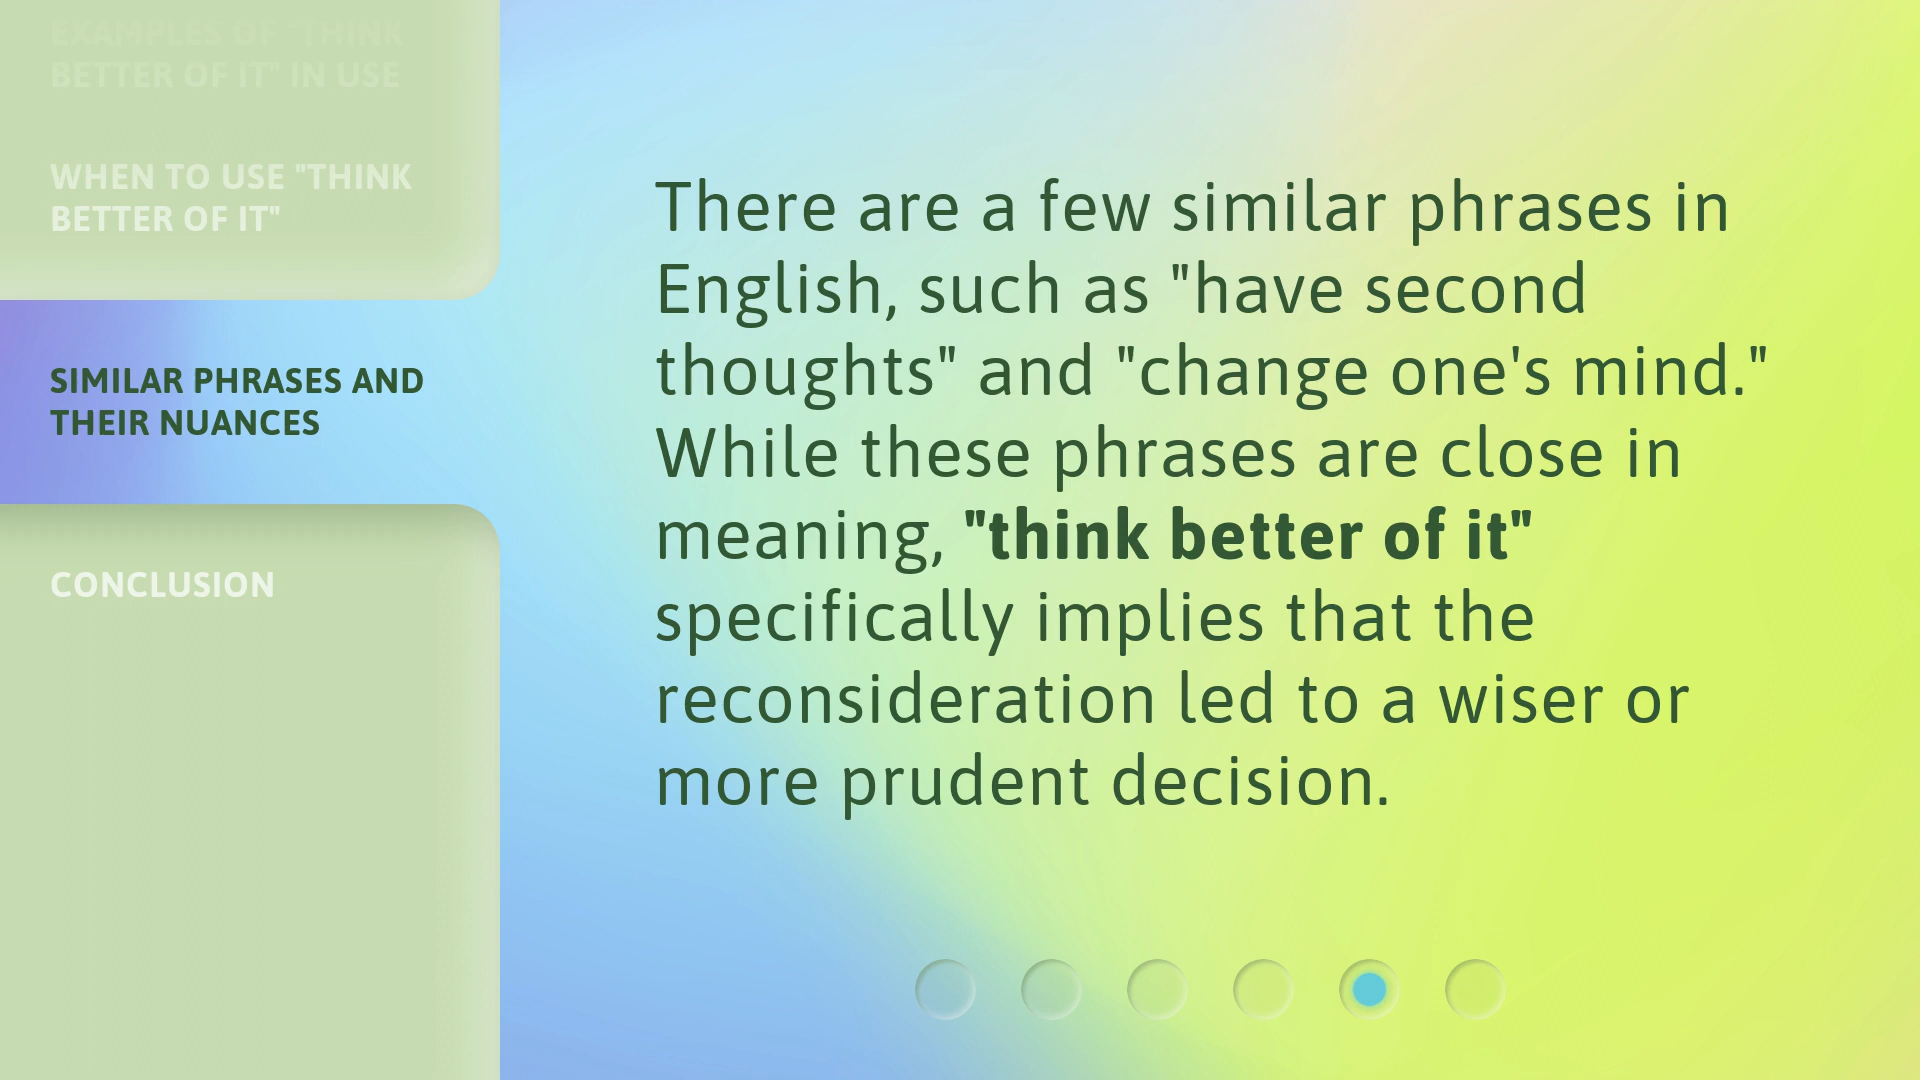 EXAMPLES OF "THINK
BETTER OF IT" IN USE
WHEN TO USE "THINK
BETTER OF IT"
SIMILAR PHRASES AND
THEIR NUANCES
CONCLUSION
There are a few similar phrases in
English, such as "have second
thoughts" and "change one's mind."
While these phrases are close in
meaning, "think better of it"
specifically implies that the
reconsideration led to a wiser or
more prudent decision.